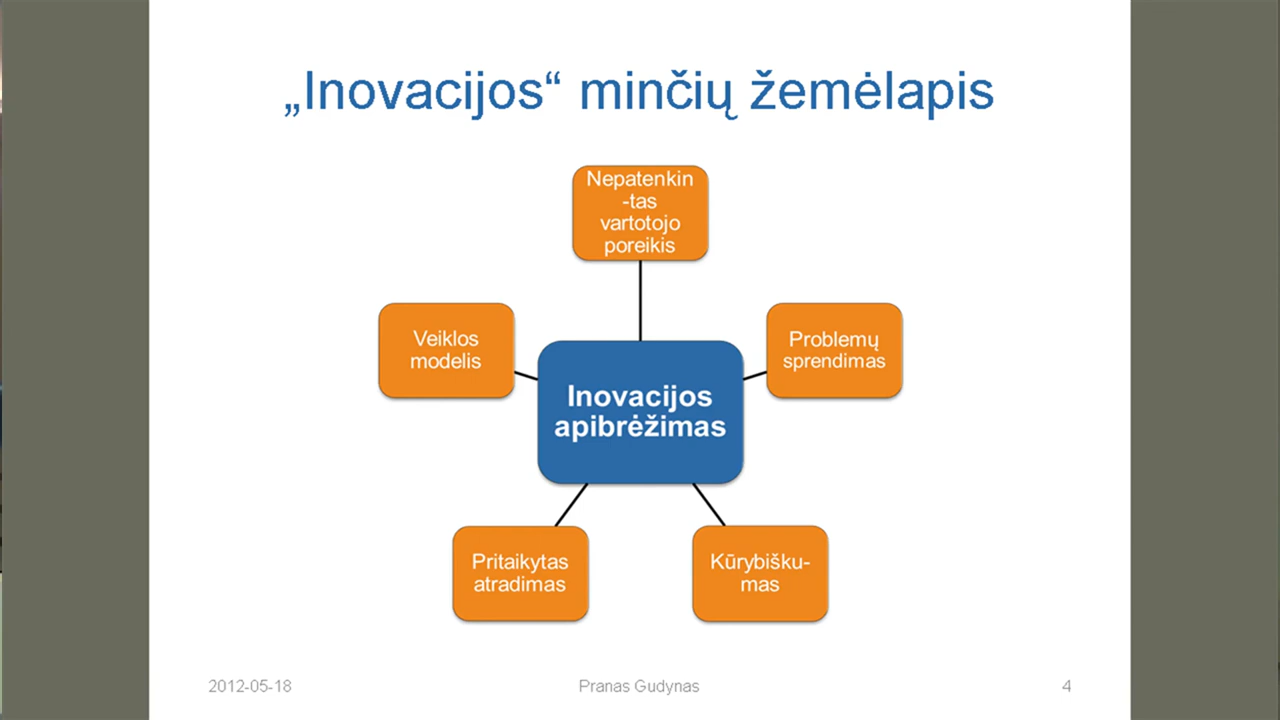 „Inovacijos“ minčių žemėlapis
Nepatenkin
-tas
vartotojo
poreikis
Veiklos
modelis
Problemų
sprendimas
Inovacijos
apibrėžimas
Pritaikytas
atradimas
Kūrybišku-
mas
2012-05-18
Pranas Gudynas
4